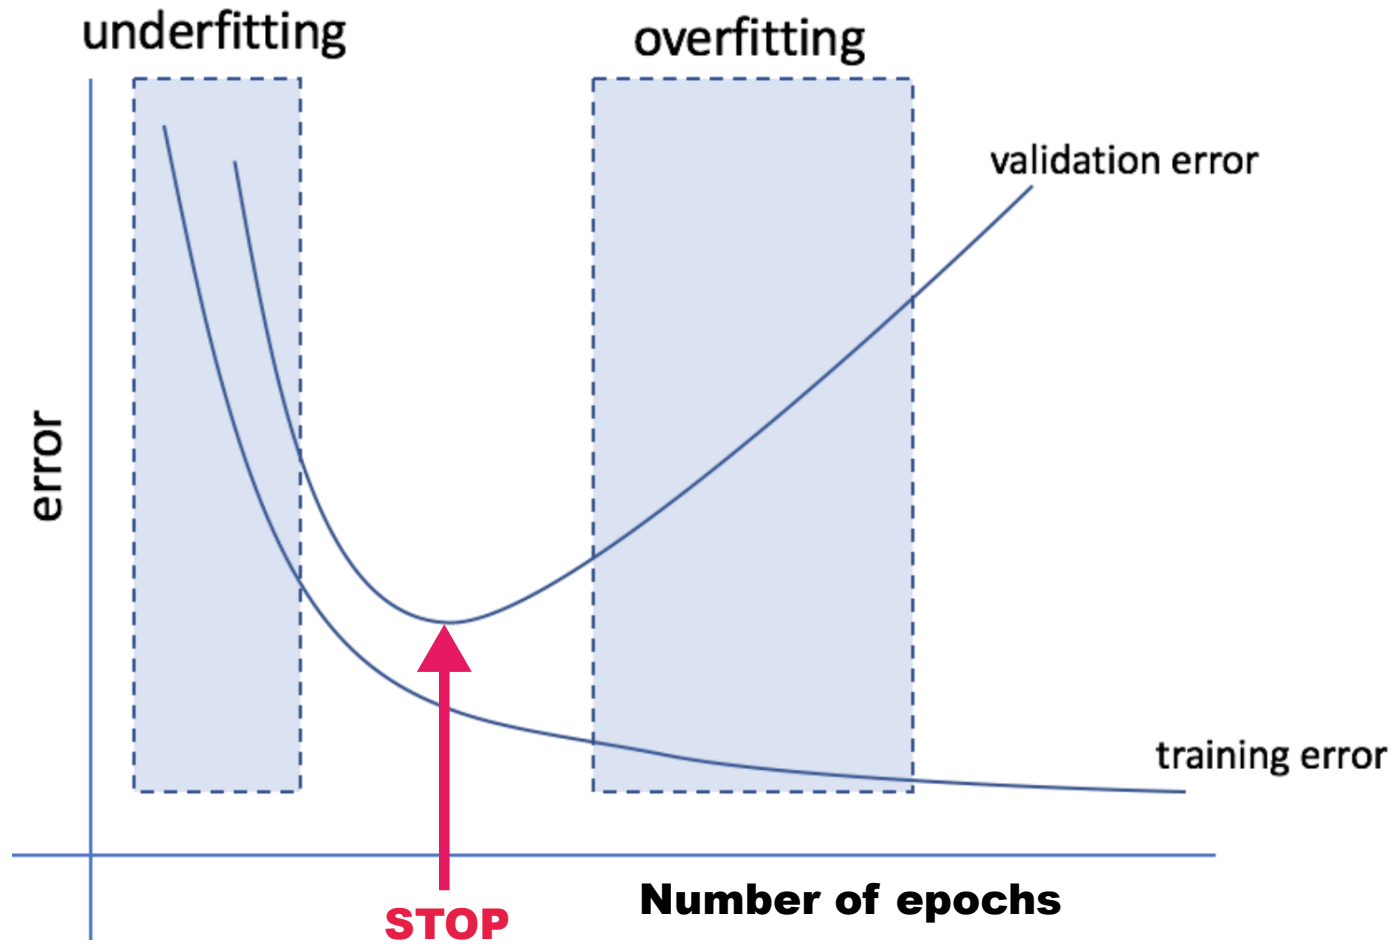 underfitting
overfitting
validation error
error
training error
Number of epochs
STOP